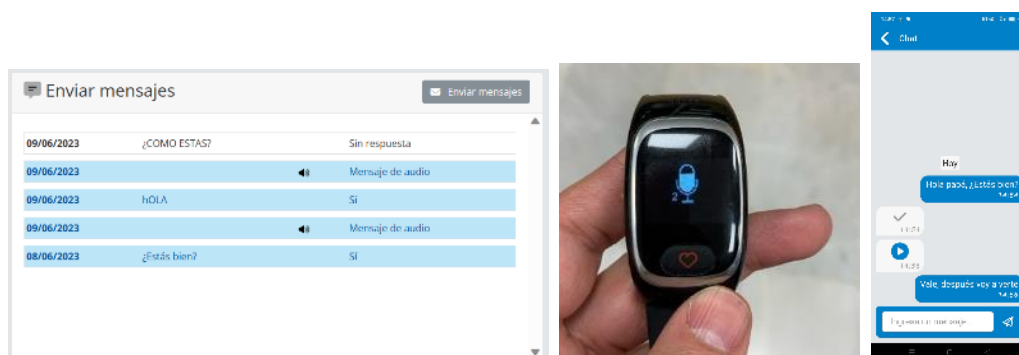 Enviar mensajes
Enviar mensajes
09/06/2023 ¿COMO ESTAS? Sin respuesta
09/06/2023 Mensaje de audio
09/06/2023 hOLA Si
09/06/2023 Mensaje de audio
08/06/2023 ¿Estás bien? Sí
2
Chat
Hoy
Hola papá, ¿Estás bien?
Vale, después voy a verte